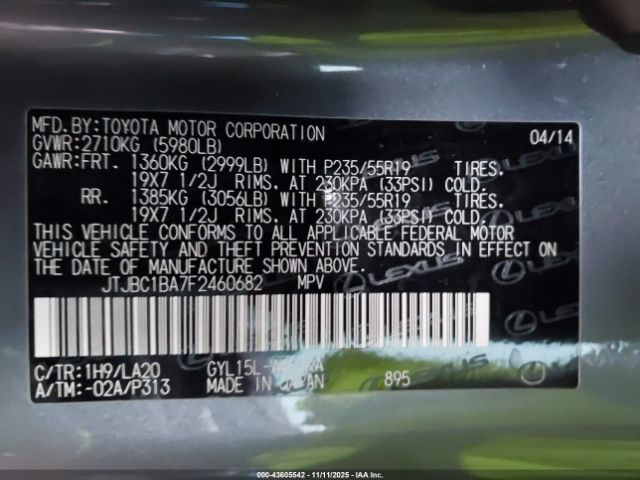 MFD.BY:TOYOTA MOTOR CORPORATION 04/14
GVWR:2710KG (5980LB)
GAWR:FRT. 1360KG (2999LB) WITH P235/55R19 TIRES.
19X7 1/2J RIMS. AT 230KPA (33PSI) COLD.
RR. 1385KG (3056LB) WITH P235/55R19 TIRES.
19X7 1/2J RIMS. AT 230KPA (33PSI) COLD.
THIS VEHICLE CONFORMS TO ALL APPLICABLE FEDERAL MOTOR
VEHICLE SAFETY AND THEFT PREVENTION STANDARDS IN EFFECT ON
THE DATE OF MANUFACTURE SHOWN ABOVE.
JTJBC1BA7F2460682 MPV
LEXUS
C/TR:1H9/LA20
A/TM:-02A/P313
MADE IN JAPAN 895
000-43605542 - 11/11/2025 - IAA Inc.